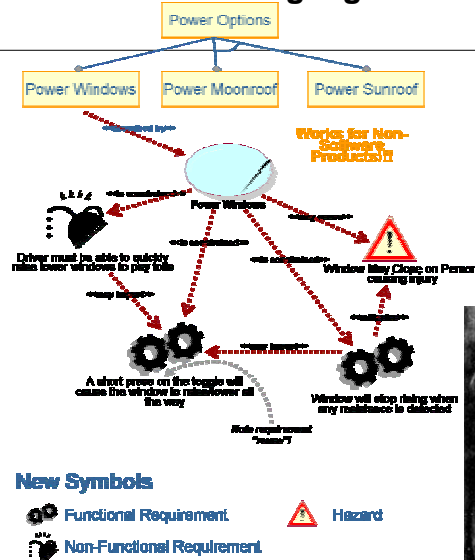 Power Options
Power Windows
Power Moonroof
Power Sunroof
Works for Non-
Software
Products!!!
Power Windows
Driver must be able to quickly
raise lower windows to pay tolls
Window May Close on Person
causing injury
A short press on the toggle will
cause the window to raise/lower all
the way
Window will stop rising when
any resistance is detected
Note requirement
"name"!
New Symbols
Functional Requirement
Hazard
Non-Functional Requirement